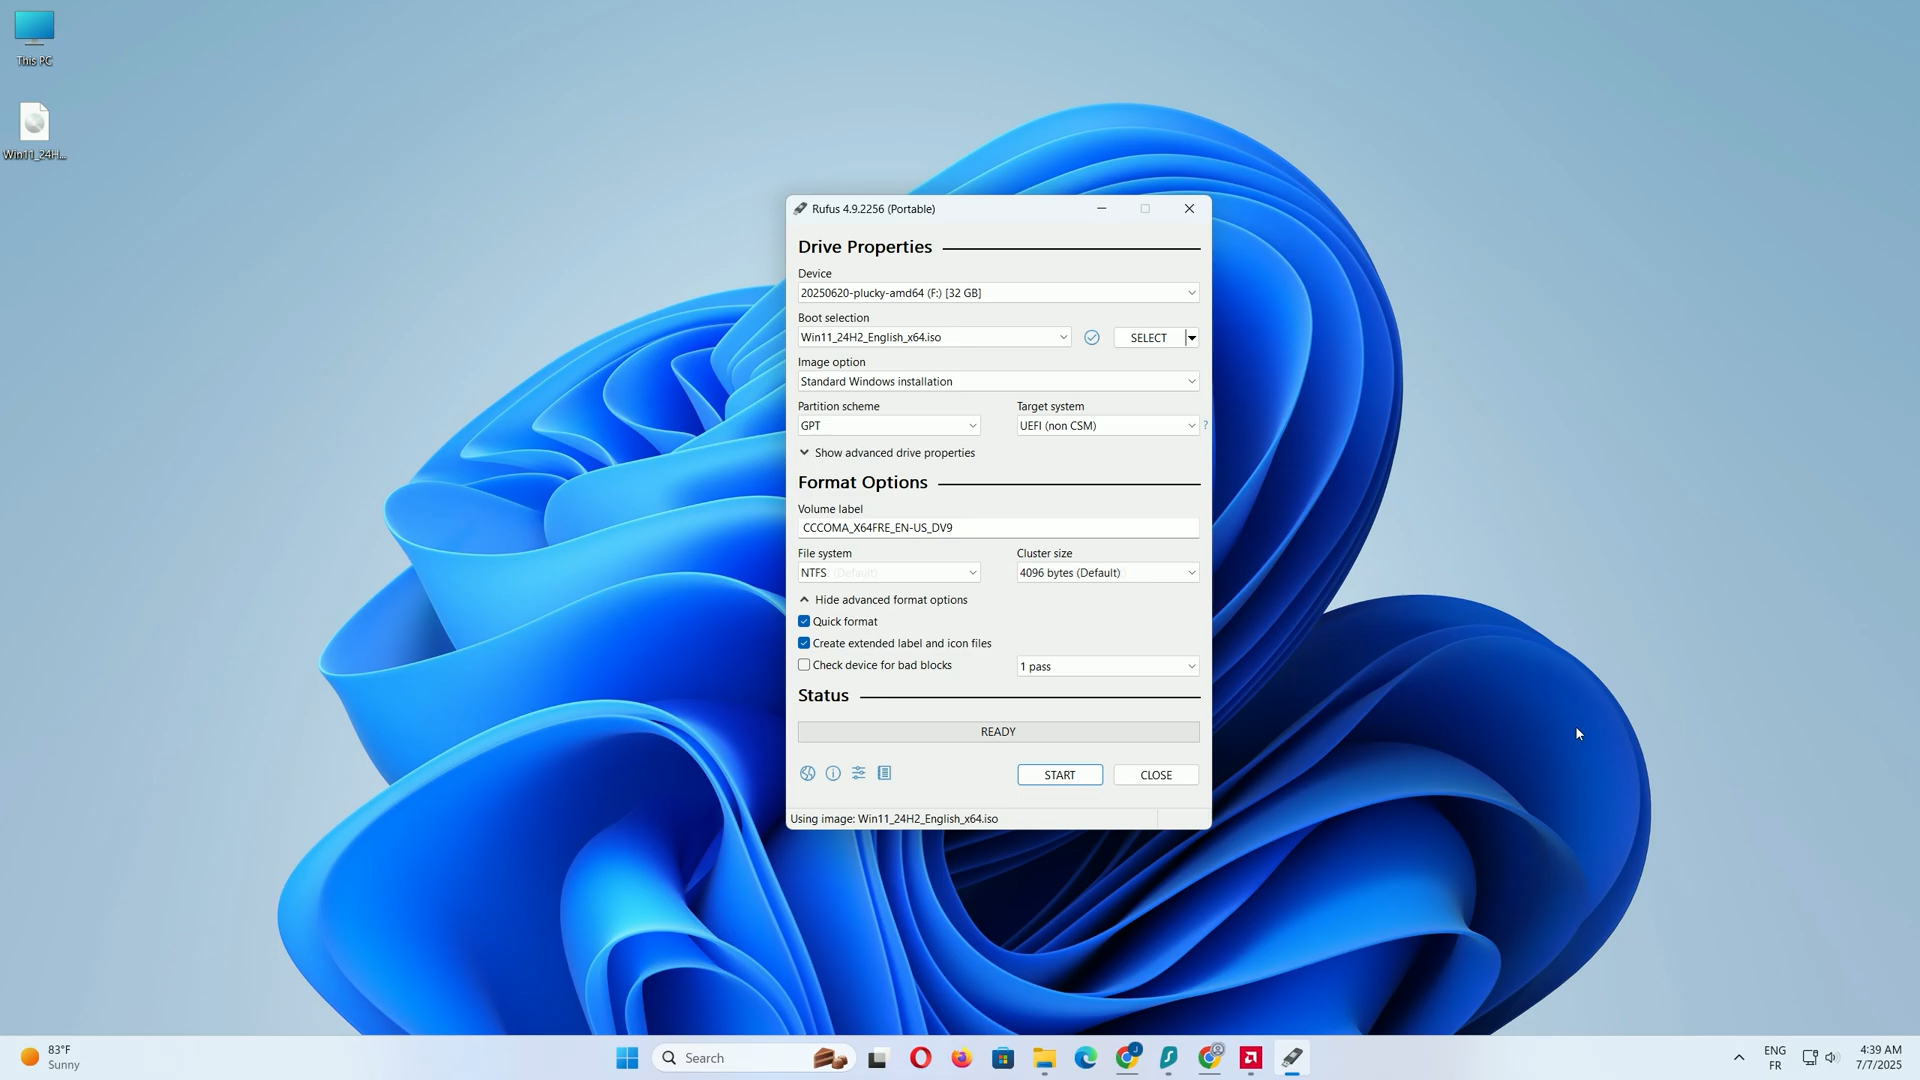 This PC
Win11_24H...
Rufus 4.9.2256 (Portable)
Drive Properties
Device
20250620-plucky-amd64 (F:) [32 GB]
Boot selection
Win11_24H2_English_x64.iso
SELECT
Image option
Standard Windows installation
Partition scheme
Target system
GPT
UEFI (non CSM)
?
Show advanced drive properties
Format Options
Volume label
CCCOMA_X64FRE_EN-US_DV9
File system
Cluster size
NTFS (Default)
4096 bytes (Default)
Hide advanced format options
Quick format
Create extended label and icon files
Check device for bad blocks
1 pass
Status
READY
START
CLOSE
Using image: Win11_24H2_English_x64.iso
83°F
Sunny
Search
J
ENG
FR
4:39 AM
7/7/2025